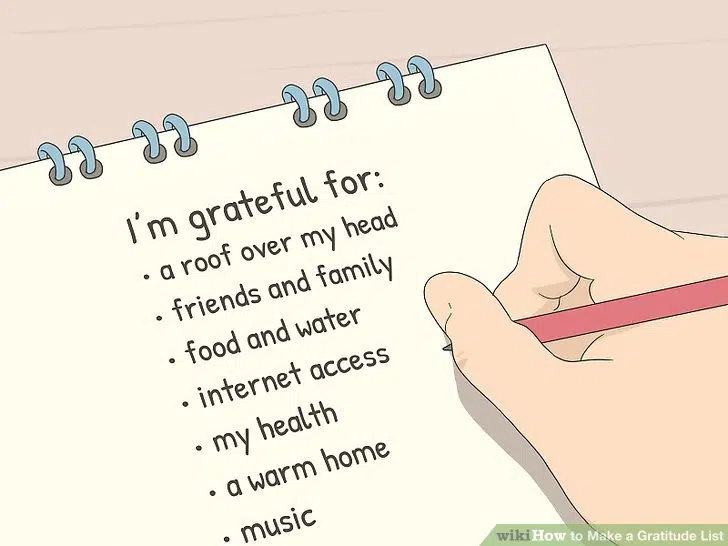 I'm grateful for:
• a roof over my head
• friends and family
• food and water
• internet access
• my health
• a warm home
• music
wikiHow to Make a Gratitude List